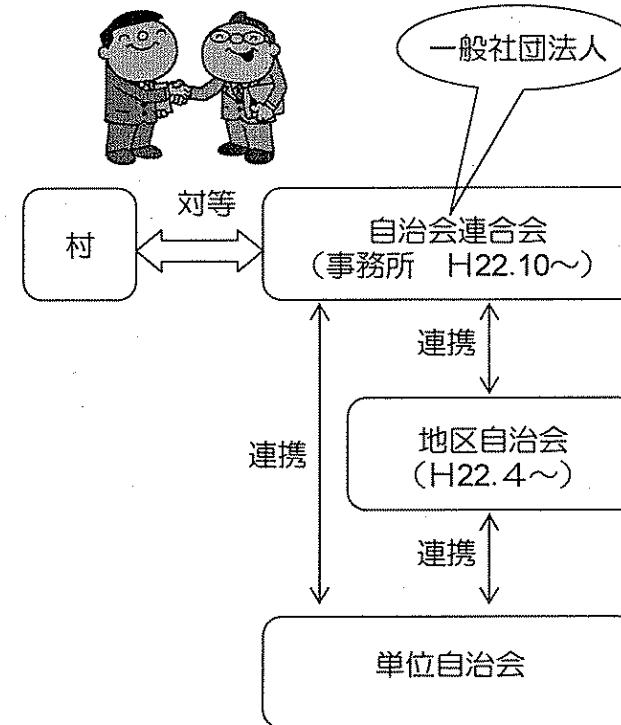 一般社団法人
対等
村
自治会連合会
（事務所　H22.10～）
連携
地区自治会
（H22.4～）
連携
連携
単位自治会